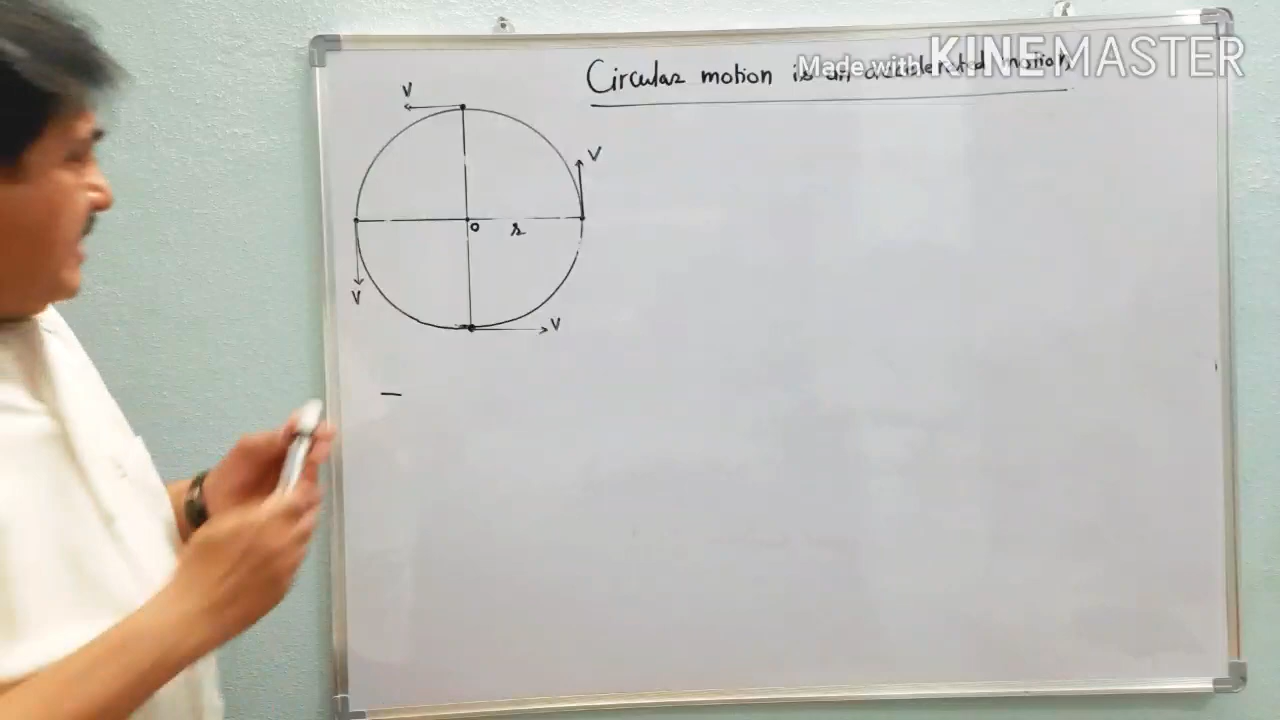 Circular motion is an accelerated motion
Made with KINEMASTER
V
V
o r
V
V